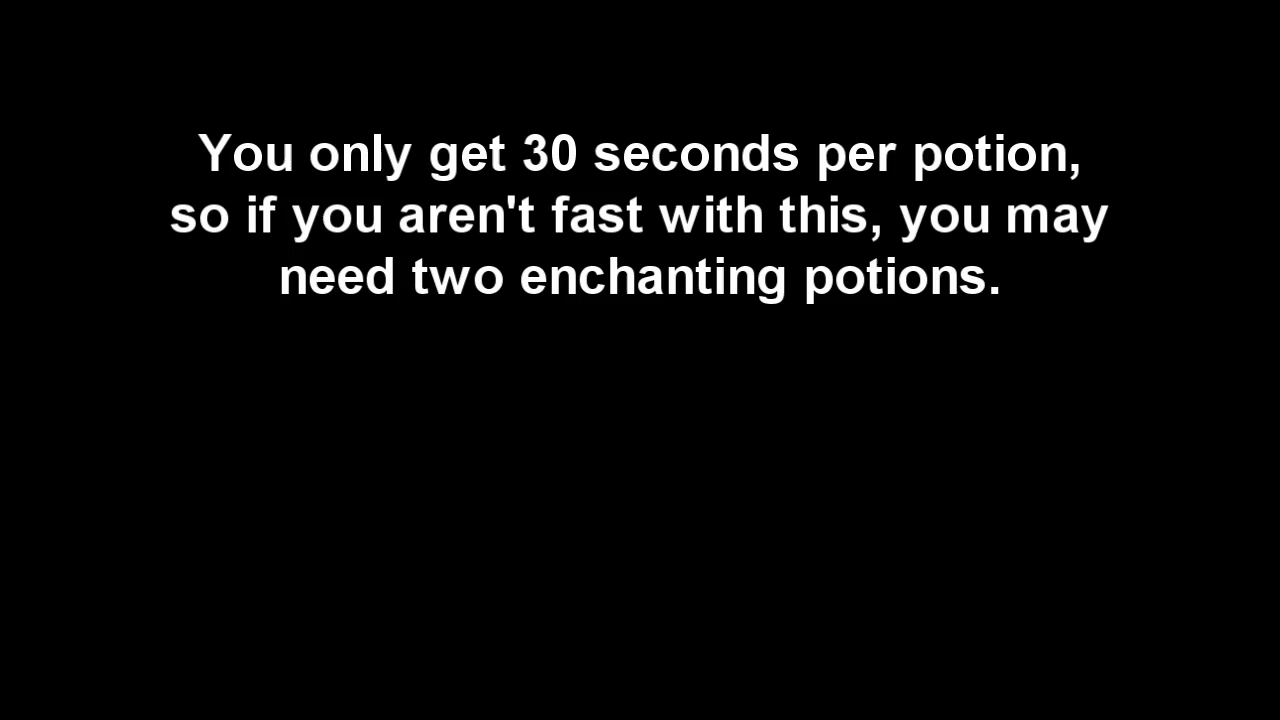 You only get 30 seconds per potion,
so if you aren't fast with this, you may
need two enchanting potions.